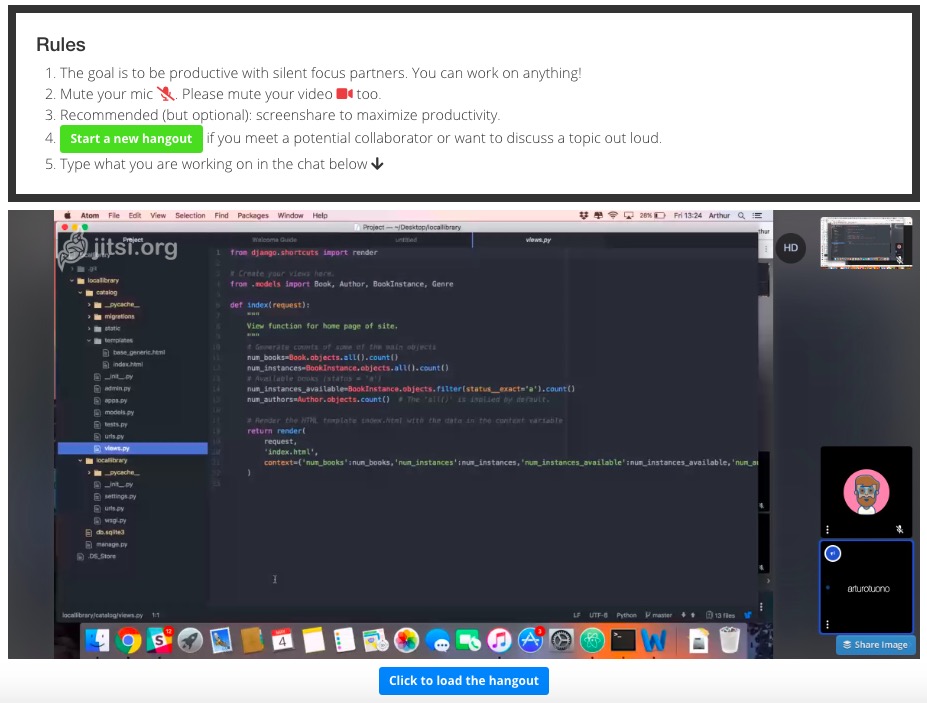 Rules
1. The goal is to be productive with silent focus partners. You can work on anything!
2. Mute your mic . Please mute your video too.
3. Recommended (but optional): screenshare to maximize productivity.
4. Start a new hangout if you meet a potential collaborator or want to discuss a topic out loud.
5. Type what you are working on in the chat below
Atom File Edit View Selection Find Packages Window Help 28% Fri 13:24 Arthur
Project — ~/Desktop/locallibrary
jitsi.org
Project
Welcome Guide untitled views.py
HD
.git
locallibrary
catalog
__pycache__
migrations
static
templates
base_generic.html
index.html
__init__.py
admin.py
apps.py
models.py
tests.py
urls.py
views.py
locallibrary
__pycache__
__init__.py
settings.py
urls.py
wsgi.py
db.sqlite3
manage.py
.DS_Store
from django.shortcuts import render
# Create your views here.
from .models import Book, Author, BookInstance, Genre
def index(request):
"""
View function for home page of site.
"""
# Generate counts of some of the main objects
num_books=Book.objects.all().count()
num_instances=BookInstance.objects.all().count()
# Available books (status = 'a')
num_instances_available=BookInstance.objects.filter(status__exact='a').count()
num_authors=Author.objects.count() # The 'all()' is implied by default.
# Render the HTML template index.html with the data in the context variable
return render(
request,
'index.html',
context={'num_books':num_books,'num_instances':num_instances,'num_instances_available':num_instances_available,'num_a
)
locallibrary/catalog/views.py 1:1 LF UTF-8 Python master 13 files
4
arturotuono
Share Image
Click to load the hangout